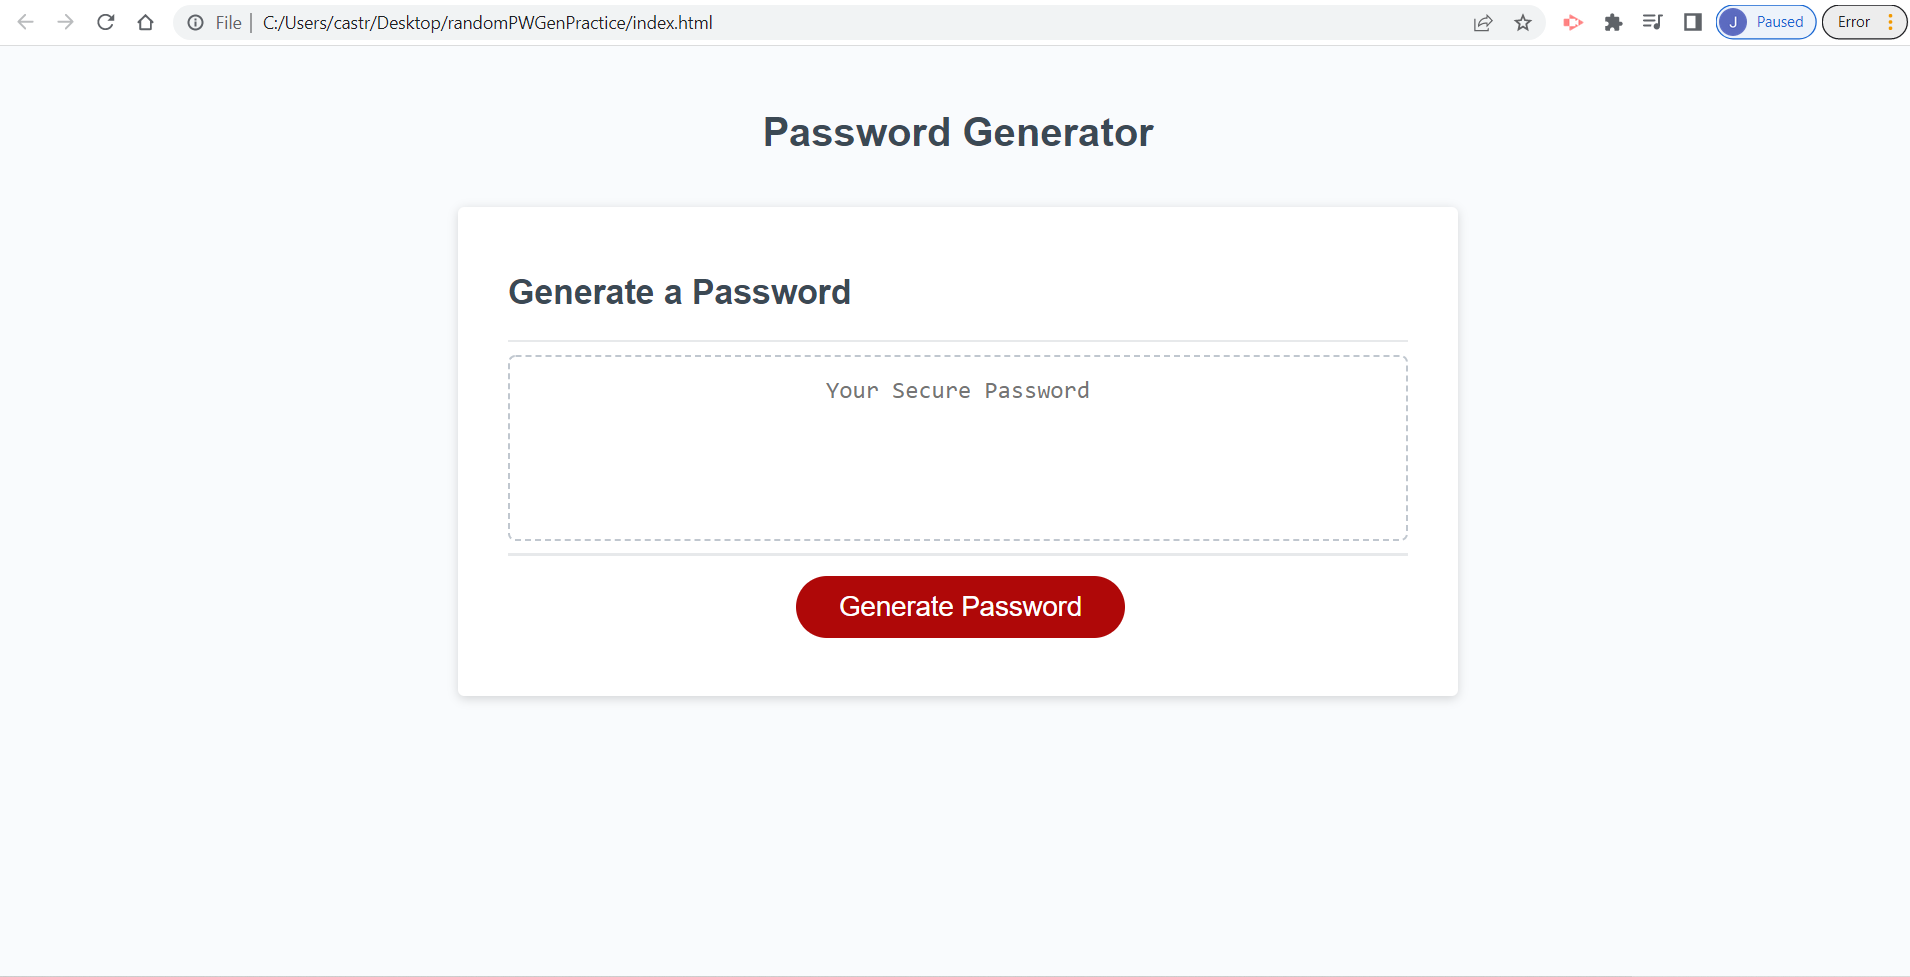 File | C:/Users/castr/Desktop/randomPWGenPractice/index.html J Paused Error
Password Generator
Generate a Password
Your Secure Password
Generate Password